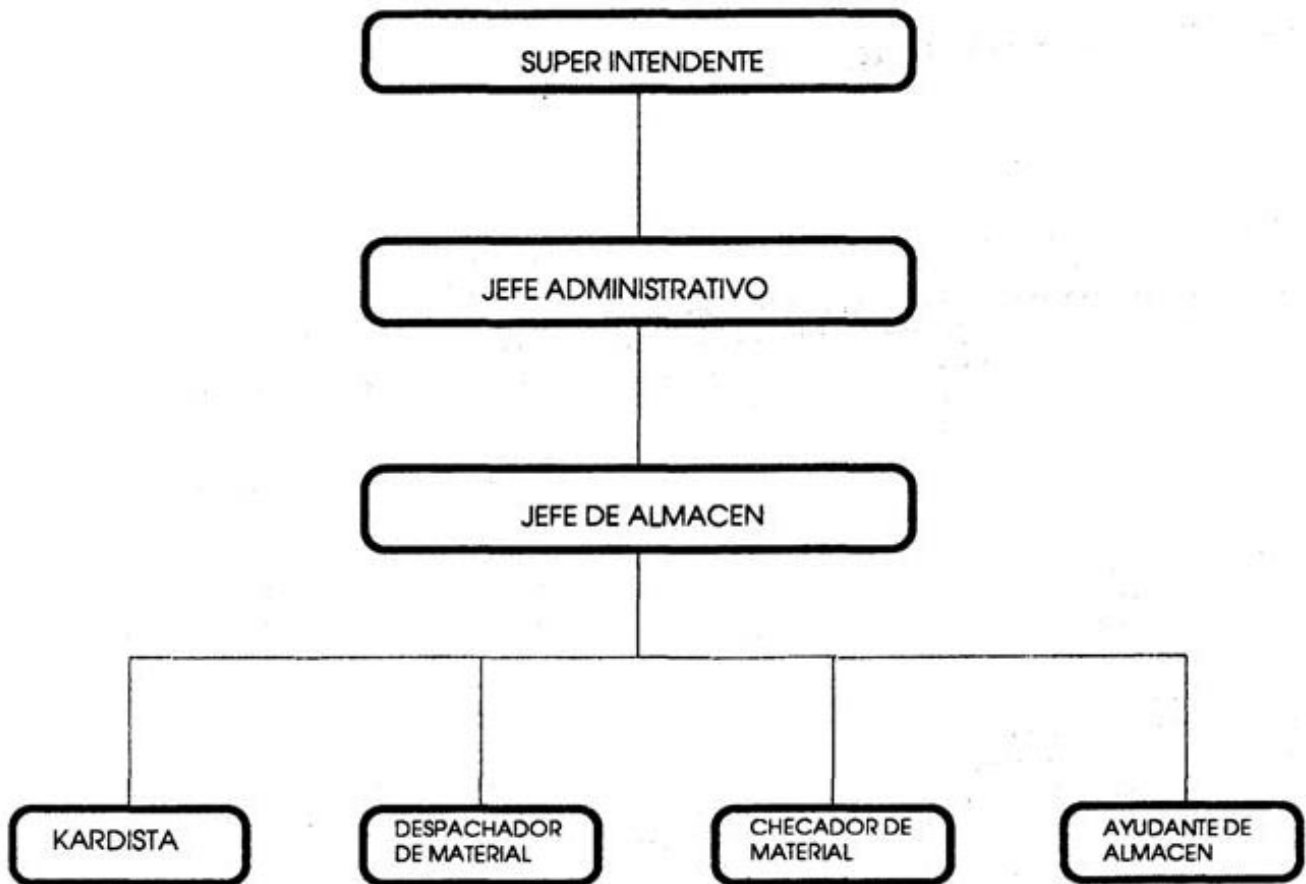 SUPER INTENDENTE
JEFE ADMINISTRATIVO
JEFE DE ALMACEN
KARDISTA
DESPACHADOR
DE MATERIAL
CHECADOR DE
MATERIAL
AYUDANTE DE
ALMACEN